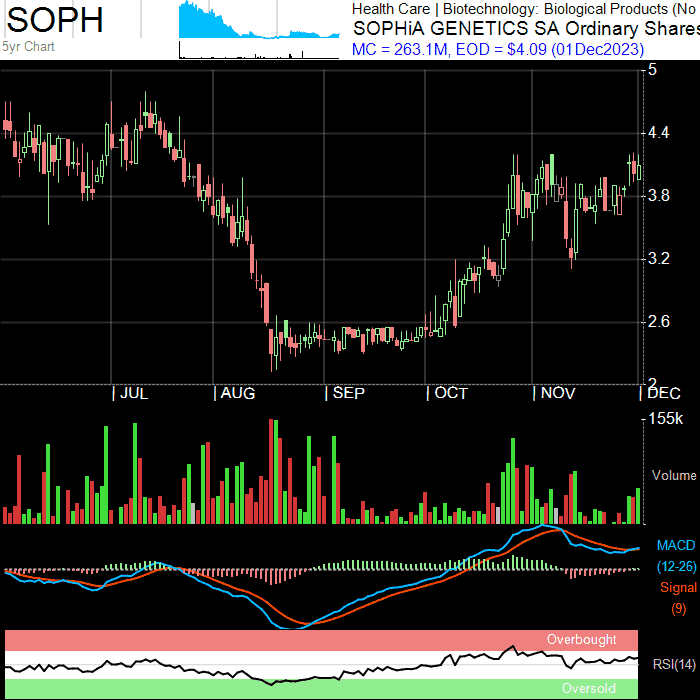 SOPH
5yr Chart
Health Care | Biotechnology: Biological Products (No
SOPHiA GENETICS SA Ordinary Shares
MC = 263.1M, EOD = $4.09 (01Dec2023)
5
4.4
3.8
3.2
2.6
2
JUL AUG SEP OCT NOV DEC
155k
Volume
MACD
(12-26)
Signal
(9)
Overbought
RSI(14)
Oversold